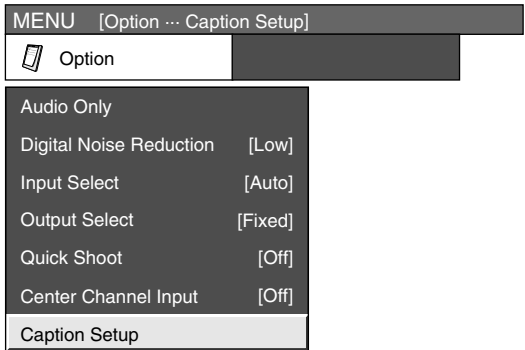 MENU [Option ··· Caption Setup]
Option
Audio Only
Digital Noise Reduction [Low]
Input Select [Auto]
Output Select [Fixed]
Quick Shoot [Off]
Center Channel Input [Off]
Caption Setup